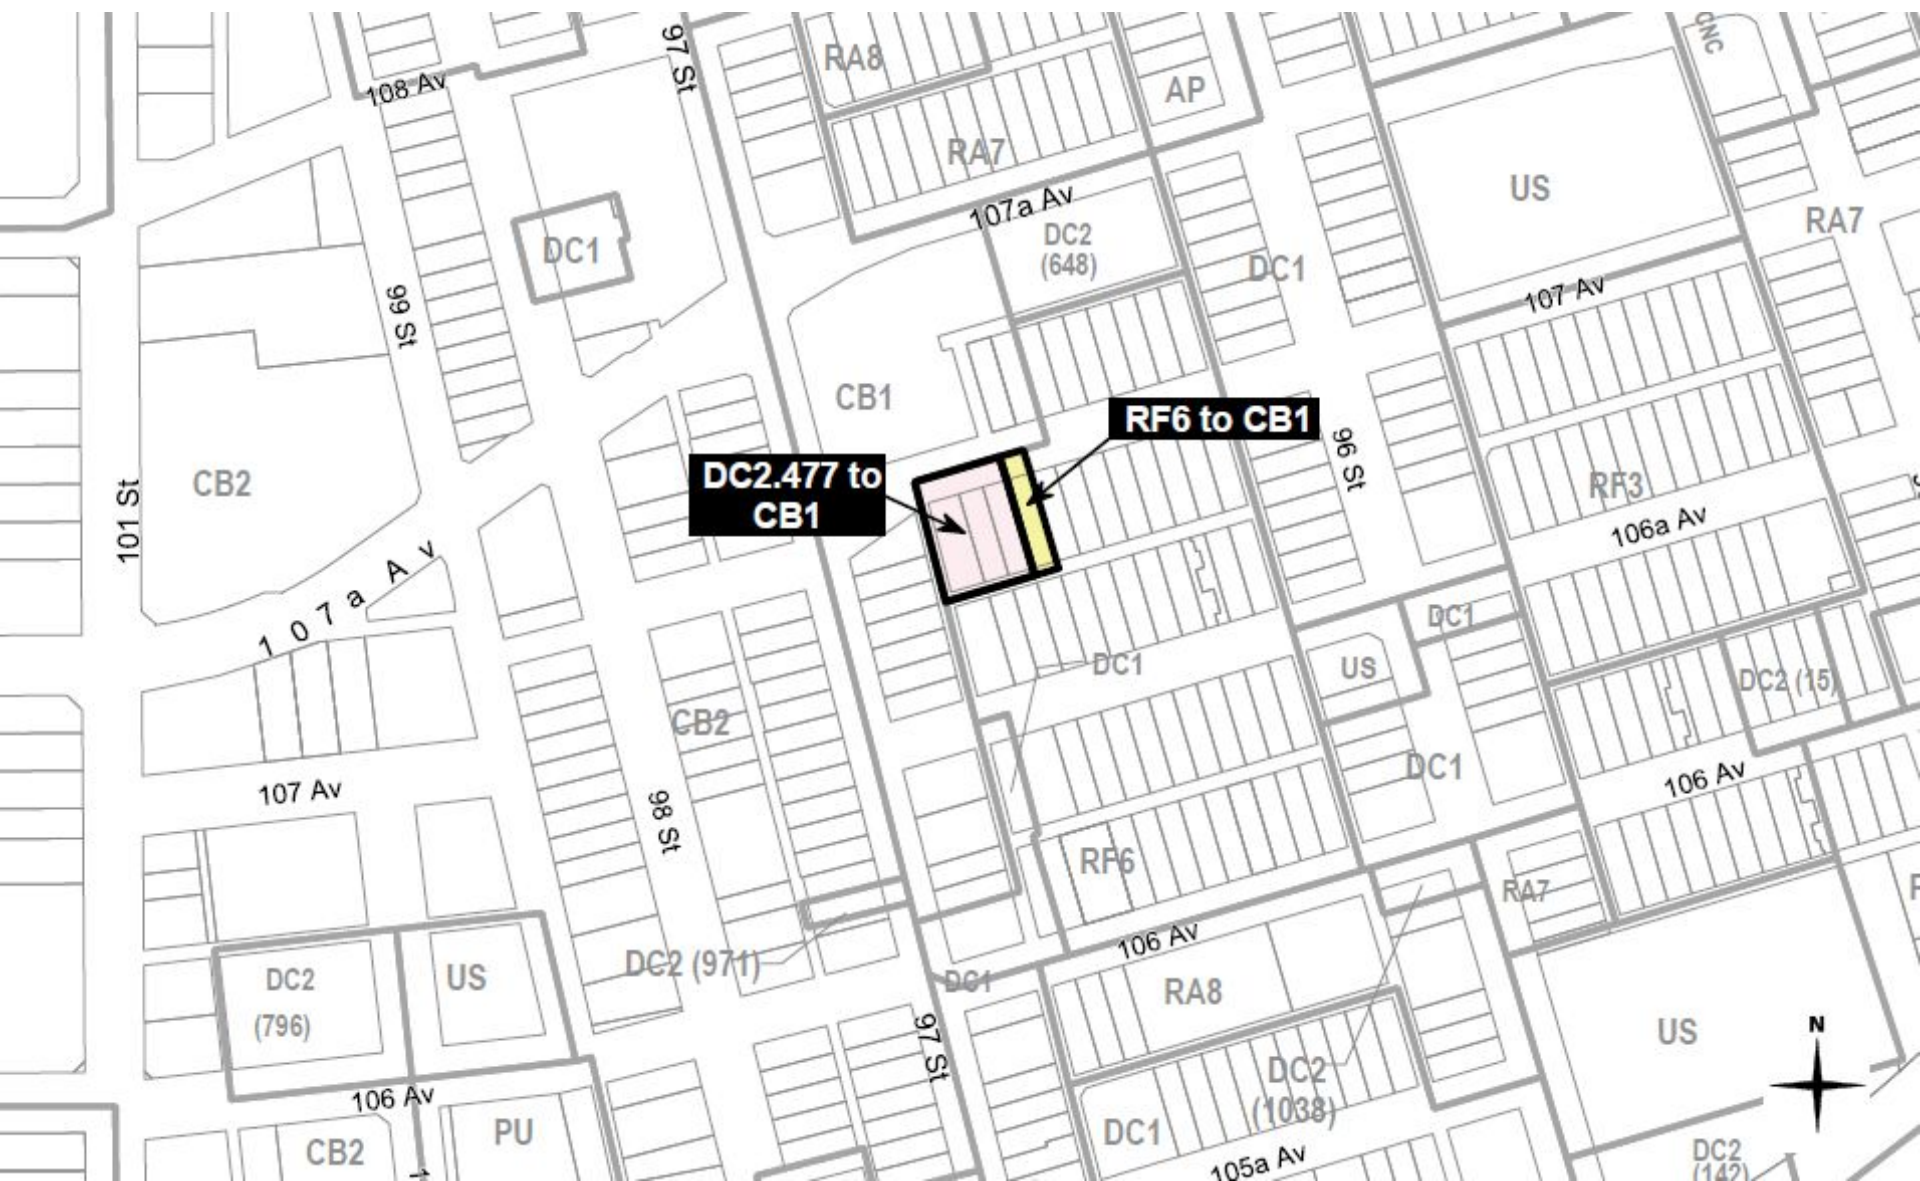 CNC
97 St
RA8
108 Av
AP
RA7
US
107a Av
RA7
DC2
(648)
DC1
DC1
107 Av
99 St
CB1
RF6 to CB1
96 St
DC2.477 to
CB1
CB2
RF3
101 St
106a Av
107a Av
DC1
DC1
US
DC2 (15)
CB2
DC1
106 Av
107 Av
98 St
RF6
RA7
106 Av
DC2 (971)
DC2
(796)
US
DC1
RA8
97 St
US
N
DC2
(1038)
106 Av
PU
DC1
CB2
105a Av
DC2
(142)